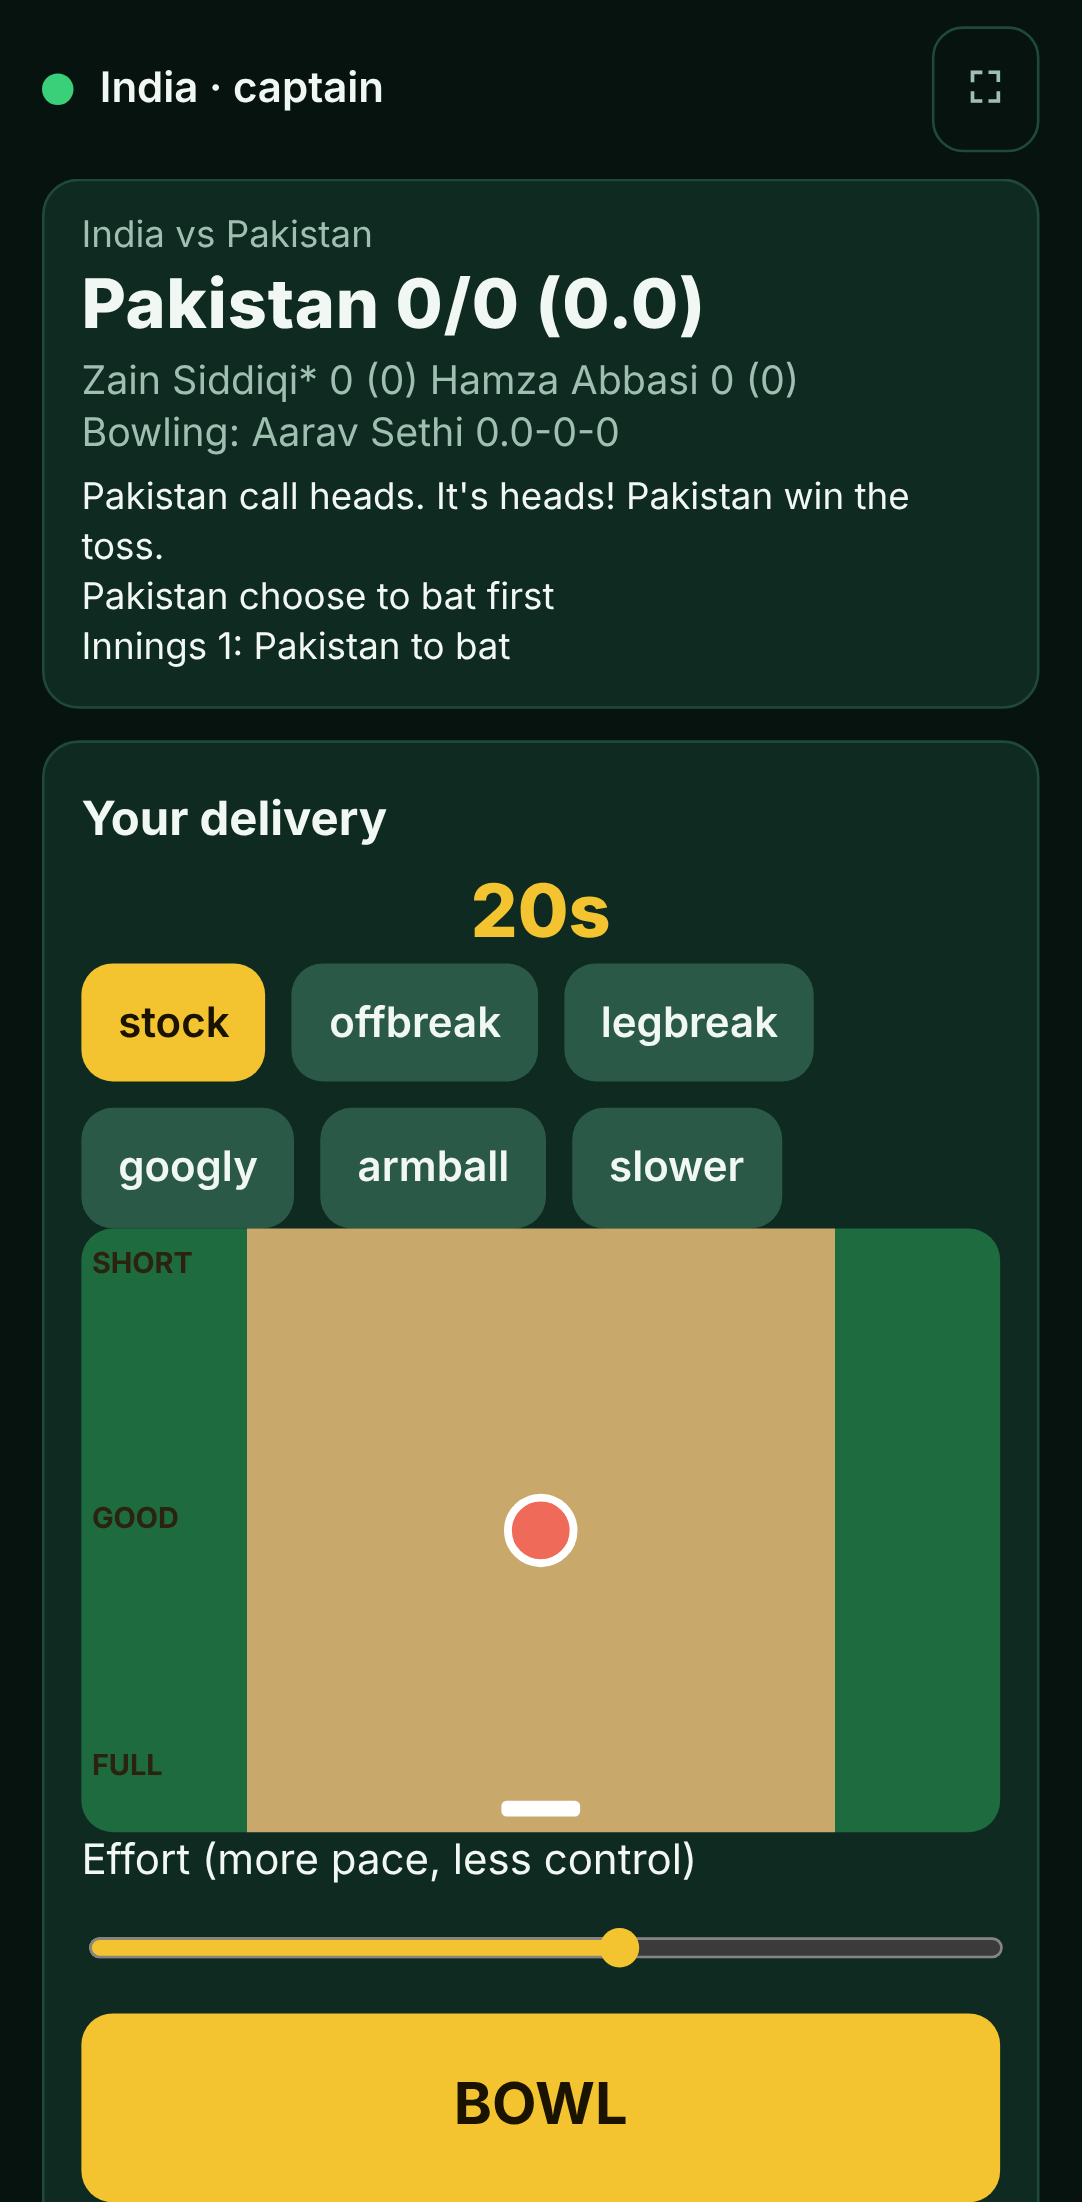 India · captain
India vs Pakistan
Pakistan 0/0 (0.0)
Zain Siddiqi* 0 (0) Hamza Abbasi 0 (0)
Bowling: Aarav Sethi 0.0-0-0
Pakistan call heads. It's heads! Pakistan win the
toss.
Pakistan choose to bat first
Innings 1: Pakistan to bat
Your delivery
20s
stock offbreak legbreak
googly armball slower
SHORT
GOOD
FULL
Effort (more pace, less control)
BOWL